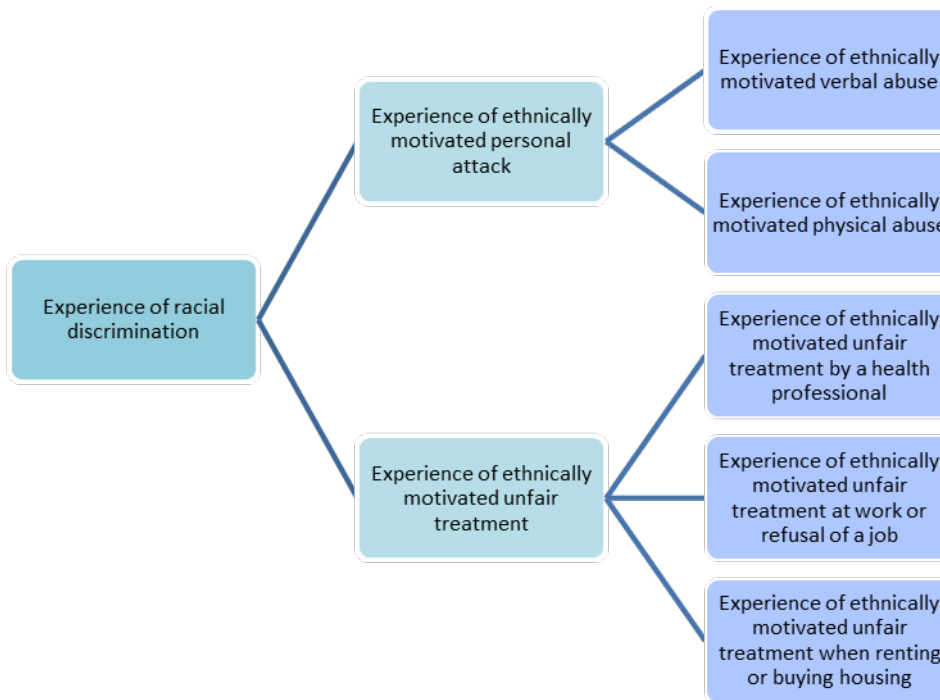 Experience of ethnically
motivated verbal abuse
Experience of ethnically
motivated personal
attack
Experience of ethnically
motivated physical abuse
Experience of racial
discrimination
Experience of ethnically
motivated unfair
treatment by a health
professional
Experience of ethnically
motivated unfair
treatment
Experience of ethnically
motivated unfair
treatment at work or
refusal of a job
Experience of ethnically
motivated unfair
treatment when renting
or buying housing